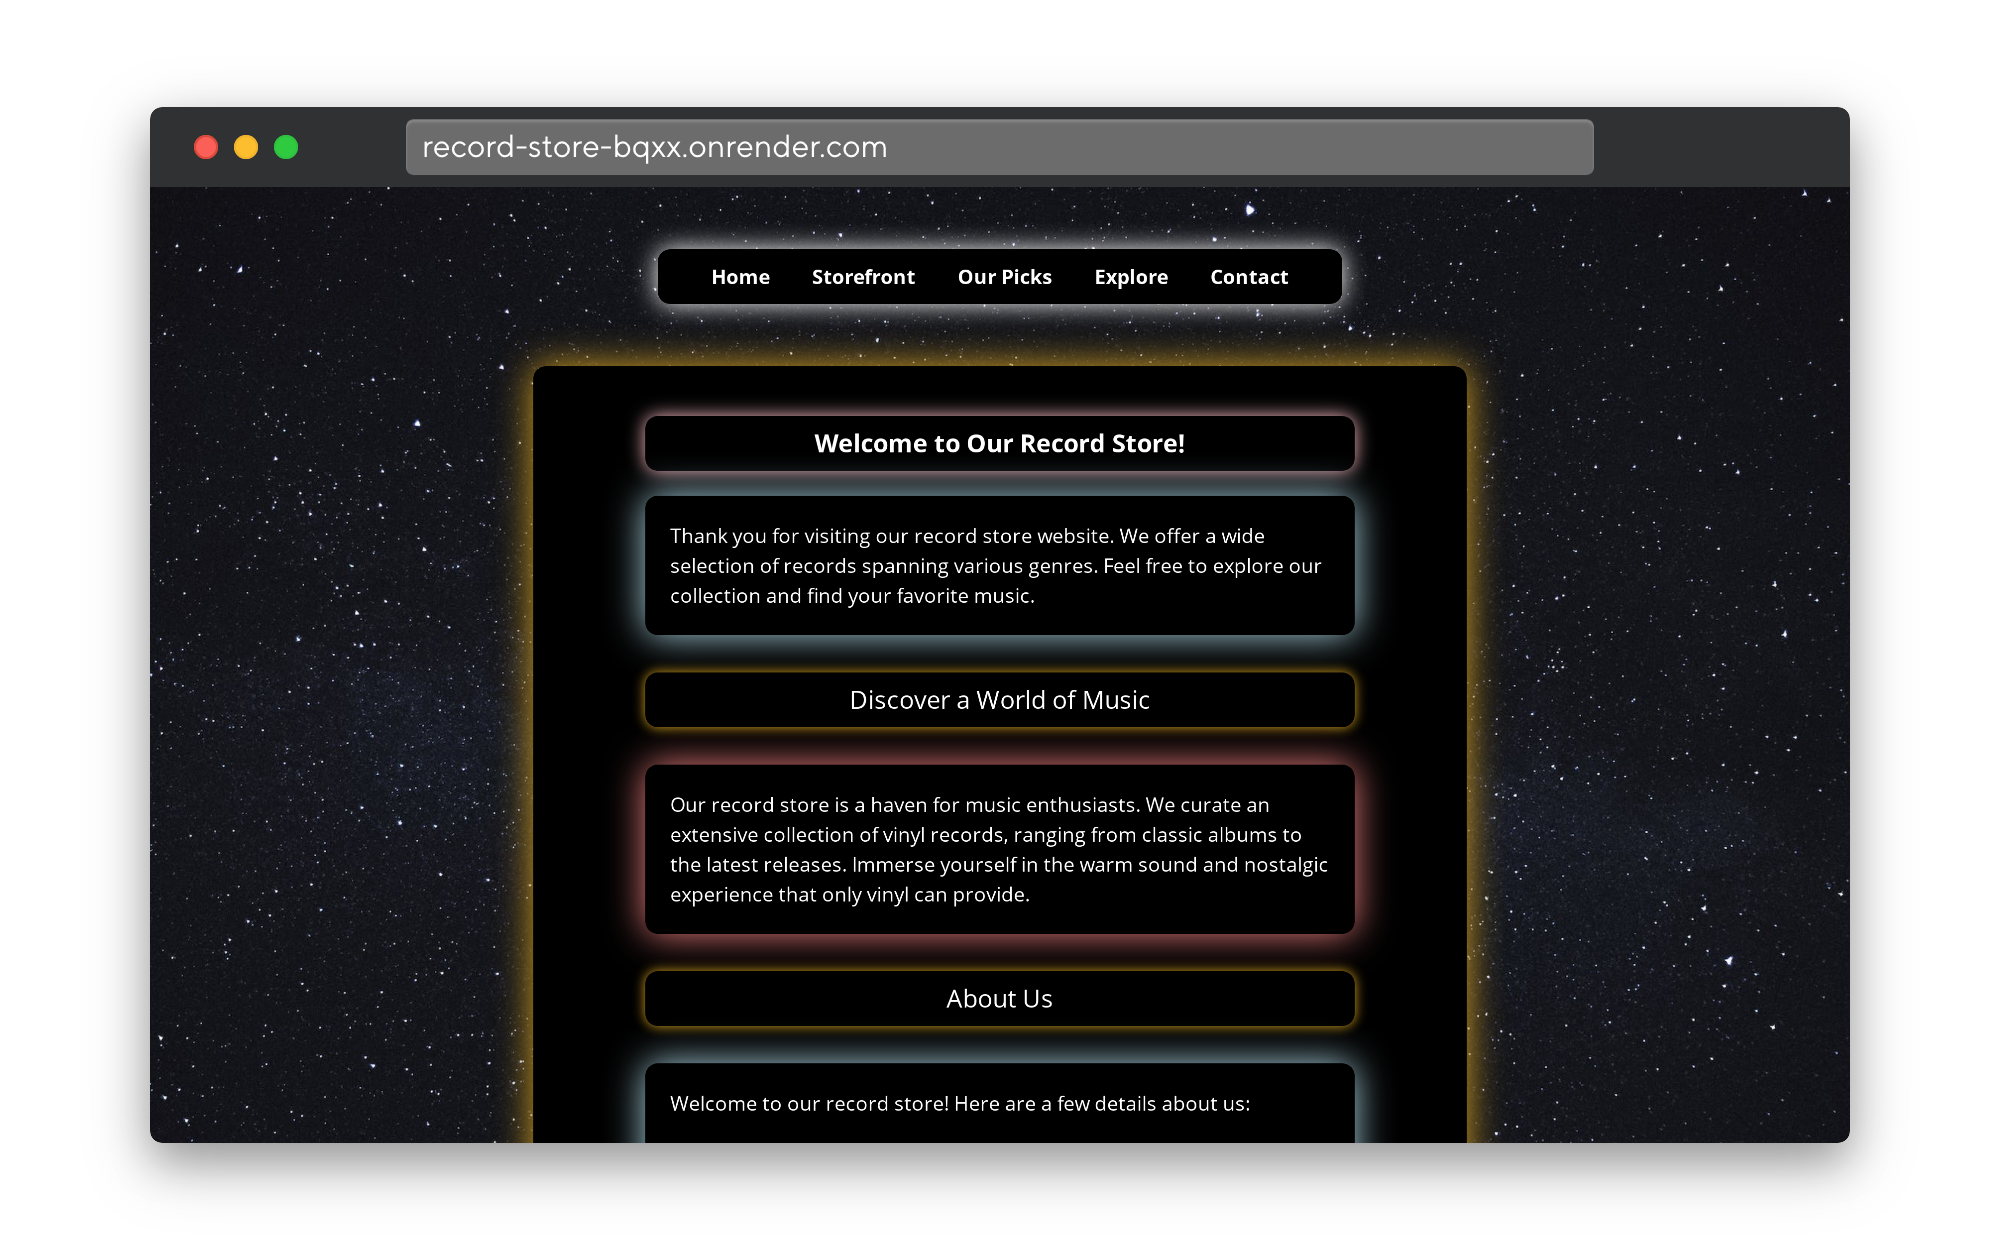 record-store-bqxx.onrender.com
Home Storefront Our Picks Explore Contact
Welcome to Our Record Store!
Thank you for visiting our record store website. We offer a wide
selection of records spanning various genres. Feel free to explore our
collection and find your favorite music.
Discover a World of Music
Our record store is a haven for music enthusiasts. We curate an
extensive collection of vinyl records, ranging from classic albums to
the latest releases. Immerse yourself in the warm sound and nostalgic
experience that only vinyl can provide.
About Us
Welcome to our record store! Here are a few details about us: